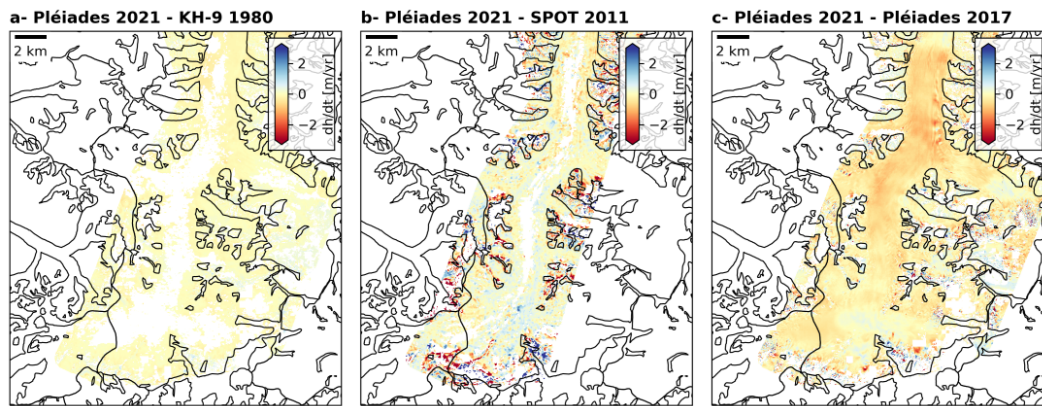 a- Pléiades 2021 - KH-9 1980
2 km
2
0
−2
dh/dt [m/yr]
b- Pléiades 2021 - SPOT 2011
2 km
2
0
−2
dh/dt [m/yr]
c- Pléiades 2021 - Pléiades 2017
2 km
2
0
−2
dh/dt [m/yr]